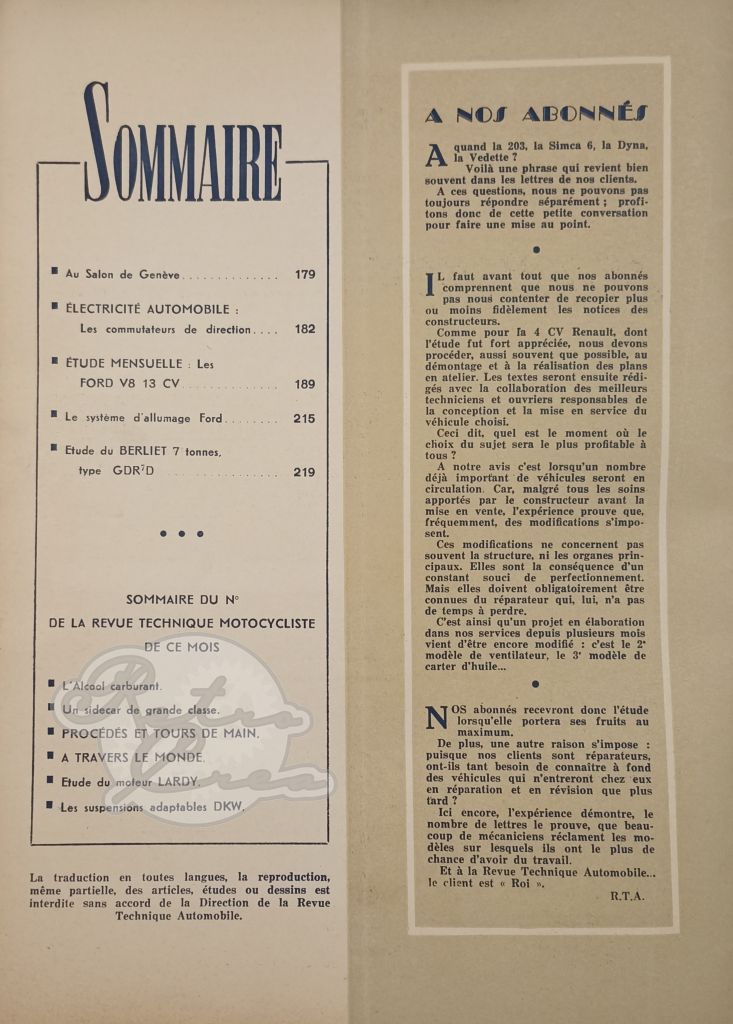 SOMMAIRE
Au Salon de Genève.............. 179
ÉLECTRICITÉ AUTOMOBILE :
Les commutateurs de direction.... 182
ÉTUDE MENSUELLE : Les
FORD V8 13 CV.............. 189
Le système d'allumage Ford........ 215
Etude du BERLIET 7 tonnes,
type GDR7D .............. 219
• • •
SOMMAIRE DU N°
DE LA REVUE TECHNIQUE MOTOCYCLISTE
DE CE MOIS
L'Alcool carburant.
Un sidecar de grande classe.
PROCÉDÉS ET TOURS DE MAIN.
A TRAVERS LE MONDE.
Etude du moteur LARDY.
Les suspensions adaptables DKW.
Retro Crea
La traduction en toutes langues, la reproduction,
même partielle, des articles, études ou dessins est
interdite sans accord de la Direction de la Revue
Technique Automobile.
A NOS ABONNÉS
A quand la 203, la Simca 6, la Dyna,
la Vedette ?
Voilà une phrase qui revient bien
souvent dans les lettres de nos clients.
A ces questions, nous ne pouvons pas
toujours répondre séparément ; profi-
tons donc de cette petite conversation
pour faire une mise au point.
•
IL faut avant tout que nos abonnés
comprennent que nous ne pouvons
pas nous contenter de recopier plus
ou moins fidèlement les notices des
constructeurs.
Comme pour la 4 CV Renault, dont
l'étude fut fort appréciée, nous devons
procéder, aussi souvent que possible, au
démontage et à la réalisation des plans
en atelier. Les textes seront ensuite rédi-
gés avec la collaboration des meilleurs
techniciens et ouvriers responsables de
la conception et la mise en service du
véhicule choisi.
Ceci dit, quel est le moment où le
choix du sujet sera le plus profitable à
tous ?
A notre avis c'est lorsqu'un nombre
déjà important de véhicules seront en
circulation. Car, malgré tous les soins
apportés par le constructeur avant la
mise en vente, l'expérience prouve que,
fréquemment, des modifications s'impo-
sent.
Ces modifications ne concernent pas
souvent la structure, ni les organes prin-
cipaux. Elles sont la conséquence d'un
constant souci de perfectionnement.
Mais elles doivent obligatoirement être
connues du réparateur qui, lui, n'a pas
de temps à perdre.
C'est ainsi qu'un projet en élaboration
dans nos services depuis plusieurs mois
vient d'être encore modifié : c'est le 2e
modèle de ventilateur, le 3e modèle de
carter d'huile...
•
NOS abonnés recevront donc l'étude
lorsqu'elle portera ses fruits au
maximum.
De plus, une autre raison s'impose :
puisque nos clients sont réparateurs,
ont-ils tant besoin de connaître à fond
des véhicules qui n'entreront chez eux
en réparation et en révision que plus
tard ?
Ici encore, l'expérience démontre, le
nombre de lettres le prouve, que beau-
coup de mécaniciens réclament les mo-
dèles sur lesquels ils ont le plus de
chance d'avoir du travail.
Et à la Revue Technique Automobile...
le client est « Roi ».
R.T.A.